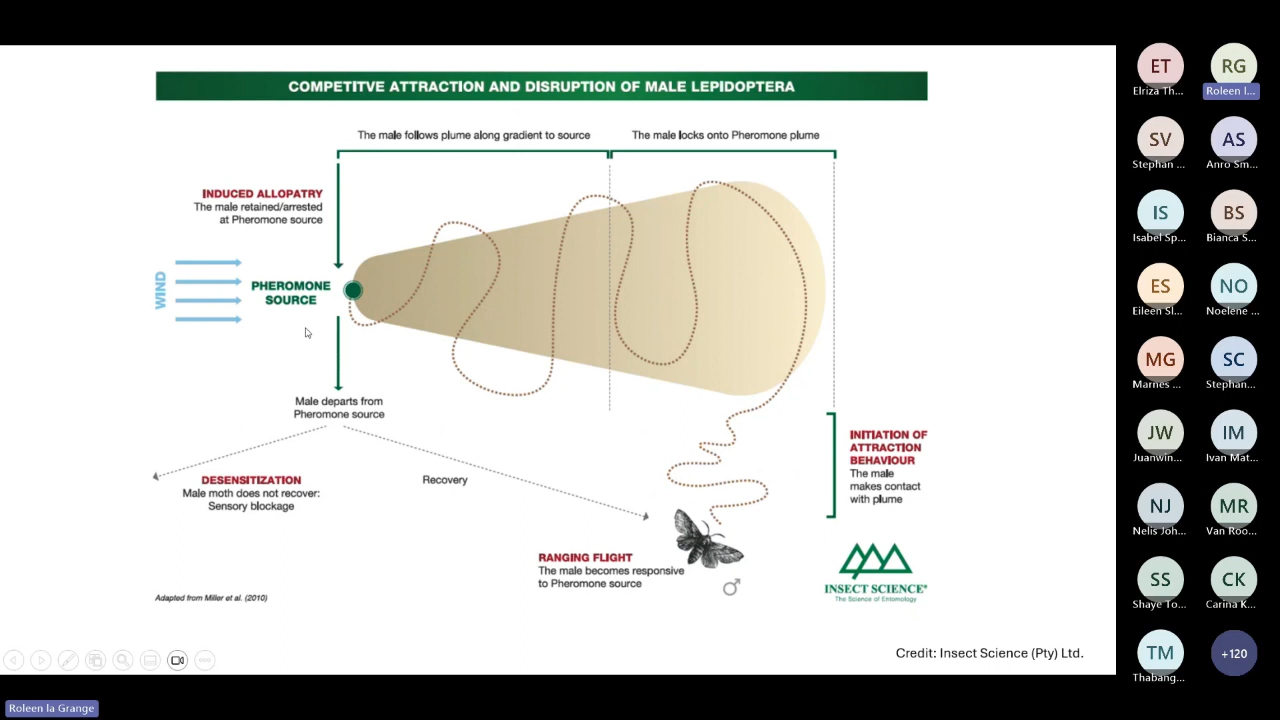 COMPETITVE ATTRACTION AND DISRUPTION OF MALE LEPIDOPTERA
The male follows plume along gradient to source
The male locks onto Pheromone plume
INDUCED ALLOPATRY
The male retained/arrested
at Pheromone source
WIND
PHEROMONE
SOURCE
Male departs from
Pheromone source
DESENSITIZATION
Male moth does not recover:
Sensory blockage
Recovery
INITIATION OF
ATTRACTION
BEHAVIOUR
The male
makes contact
with plume
RANGING FLIGHT
The male becomes responsive
to Pheromone source
INSECT SCIENCE®
The Science of Entomology
Adapted from Miller et al. (2010)
Credit: Insect Science (Pty) Ltd.
Roleen la Grange
ET
Elriza Th...
RG
Roleen l...
SV
Stephan ...
AS
Anro Sm...
IS
Isabel Sp...
BS
Bianca S...
ES
Eileen Sl...
NO
Noelene ...
MG
Marnes ...
SC
Stephan...
JW
Juanwin...
IM
Ivan Mat...
NJ
Nelis Joh...
MR
Van Roo...
SS
Shaye To...
CK
Carina K...
TM
Thabang...
+120